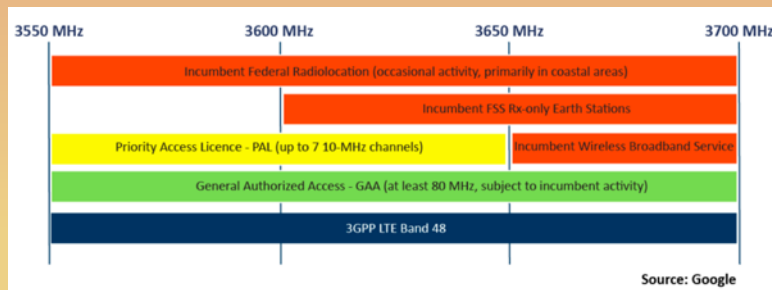 3550 MHz 3600 MHz 3650 MHz 3700 MHz
Incumbent Federal Radiolocation (occasional activity, primarily in coastal areas)
Incumbent FSS Rx-only Earth Stations
Priority Access Licence - PAL (up to 7 10-MHz channels) Incumbent Wireless Broadband Service
General Authorized Access - GAA (at least 80 MHz, subject to incumbent activity)
3GPP LTE Band 48
Source: Google